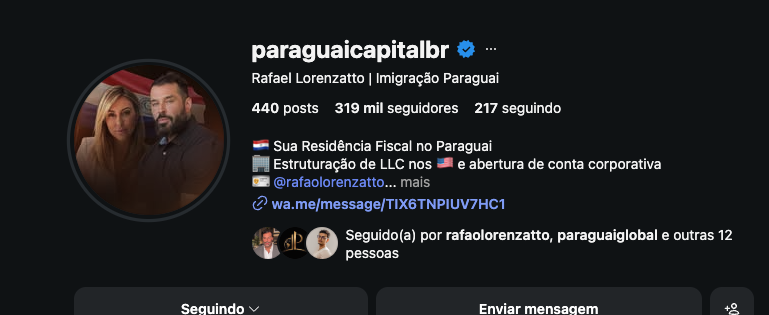 paraguaicapitalbr ...
Rafael Lorenzatto | Imigração Paraguai
440 posts 319 mil seguidores 217 seguindo
🇵🇾 Sua Residência Fiscal no Paraguai
🏢 Estruturação de LLC nos 🇺🇸 e abertura de conta corporativa
🪪 @rafaolorenzatto... mais
wa.me/message/TIX6TNPIUV7HC1
Seguido(a) por rafaolorenzatto, paraguaiglobal e outras 12
pessoas
Seguindo
Enviar mensagem